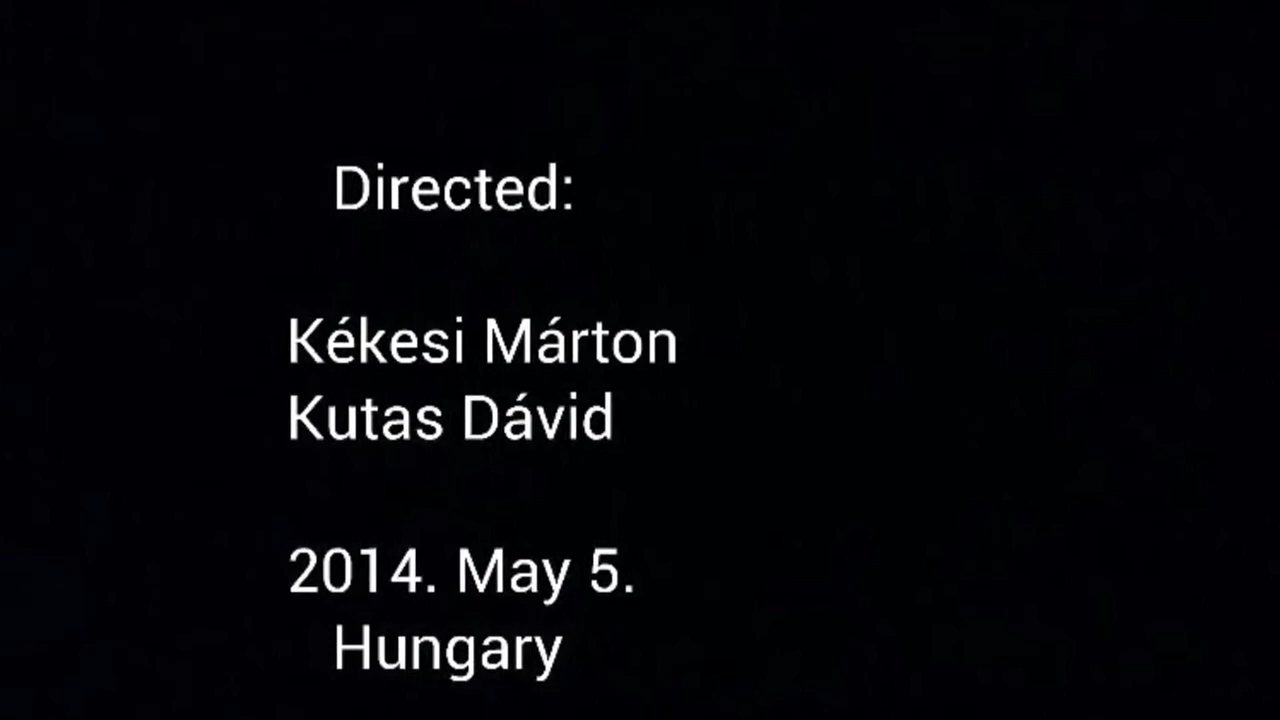 Directed:
Kékesi Márton
Kutas Dávid
2014. May 5.
Hungary